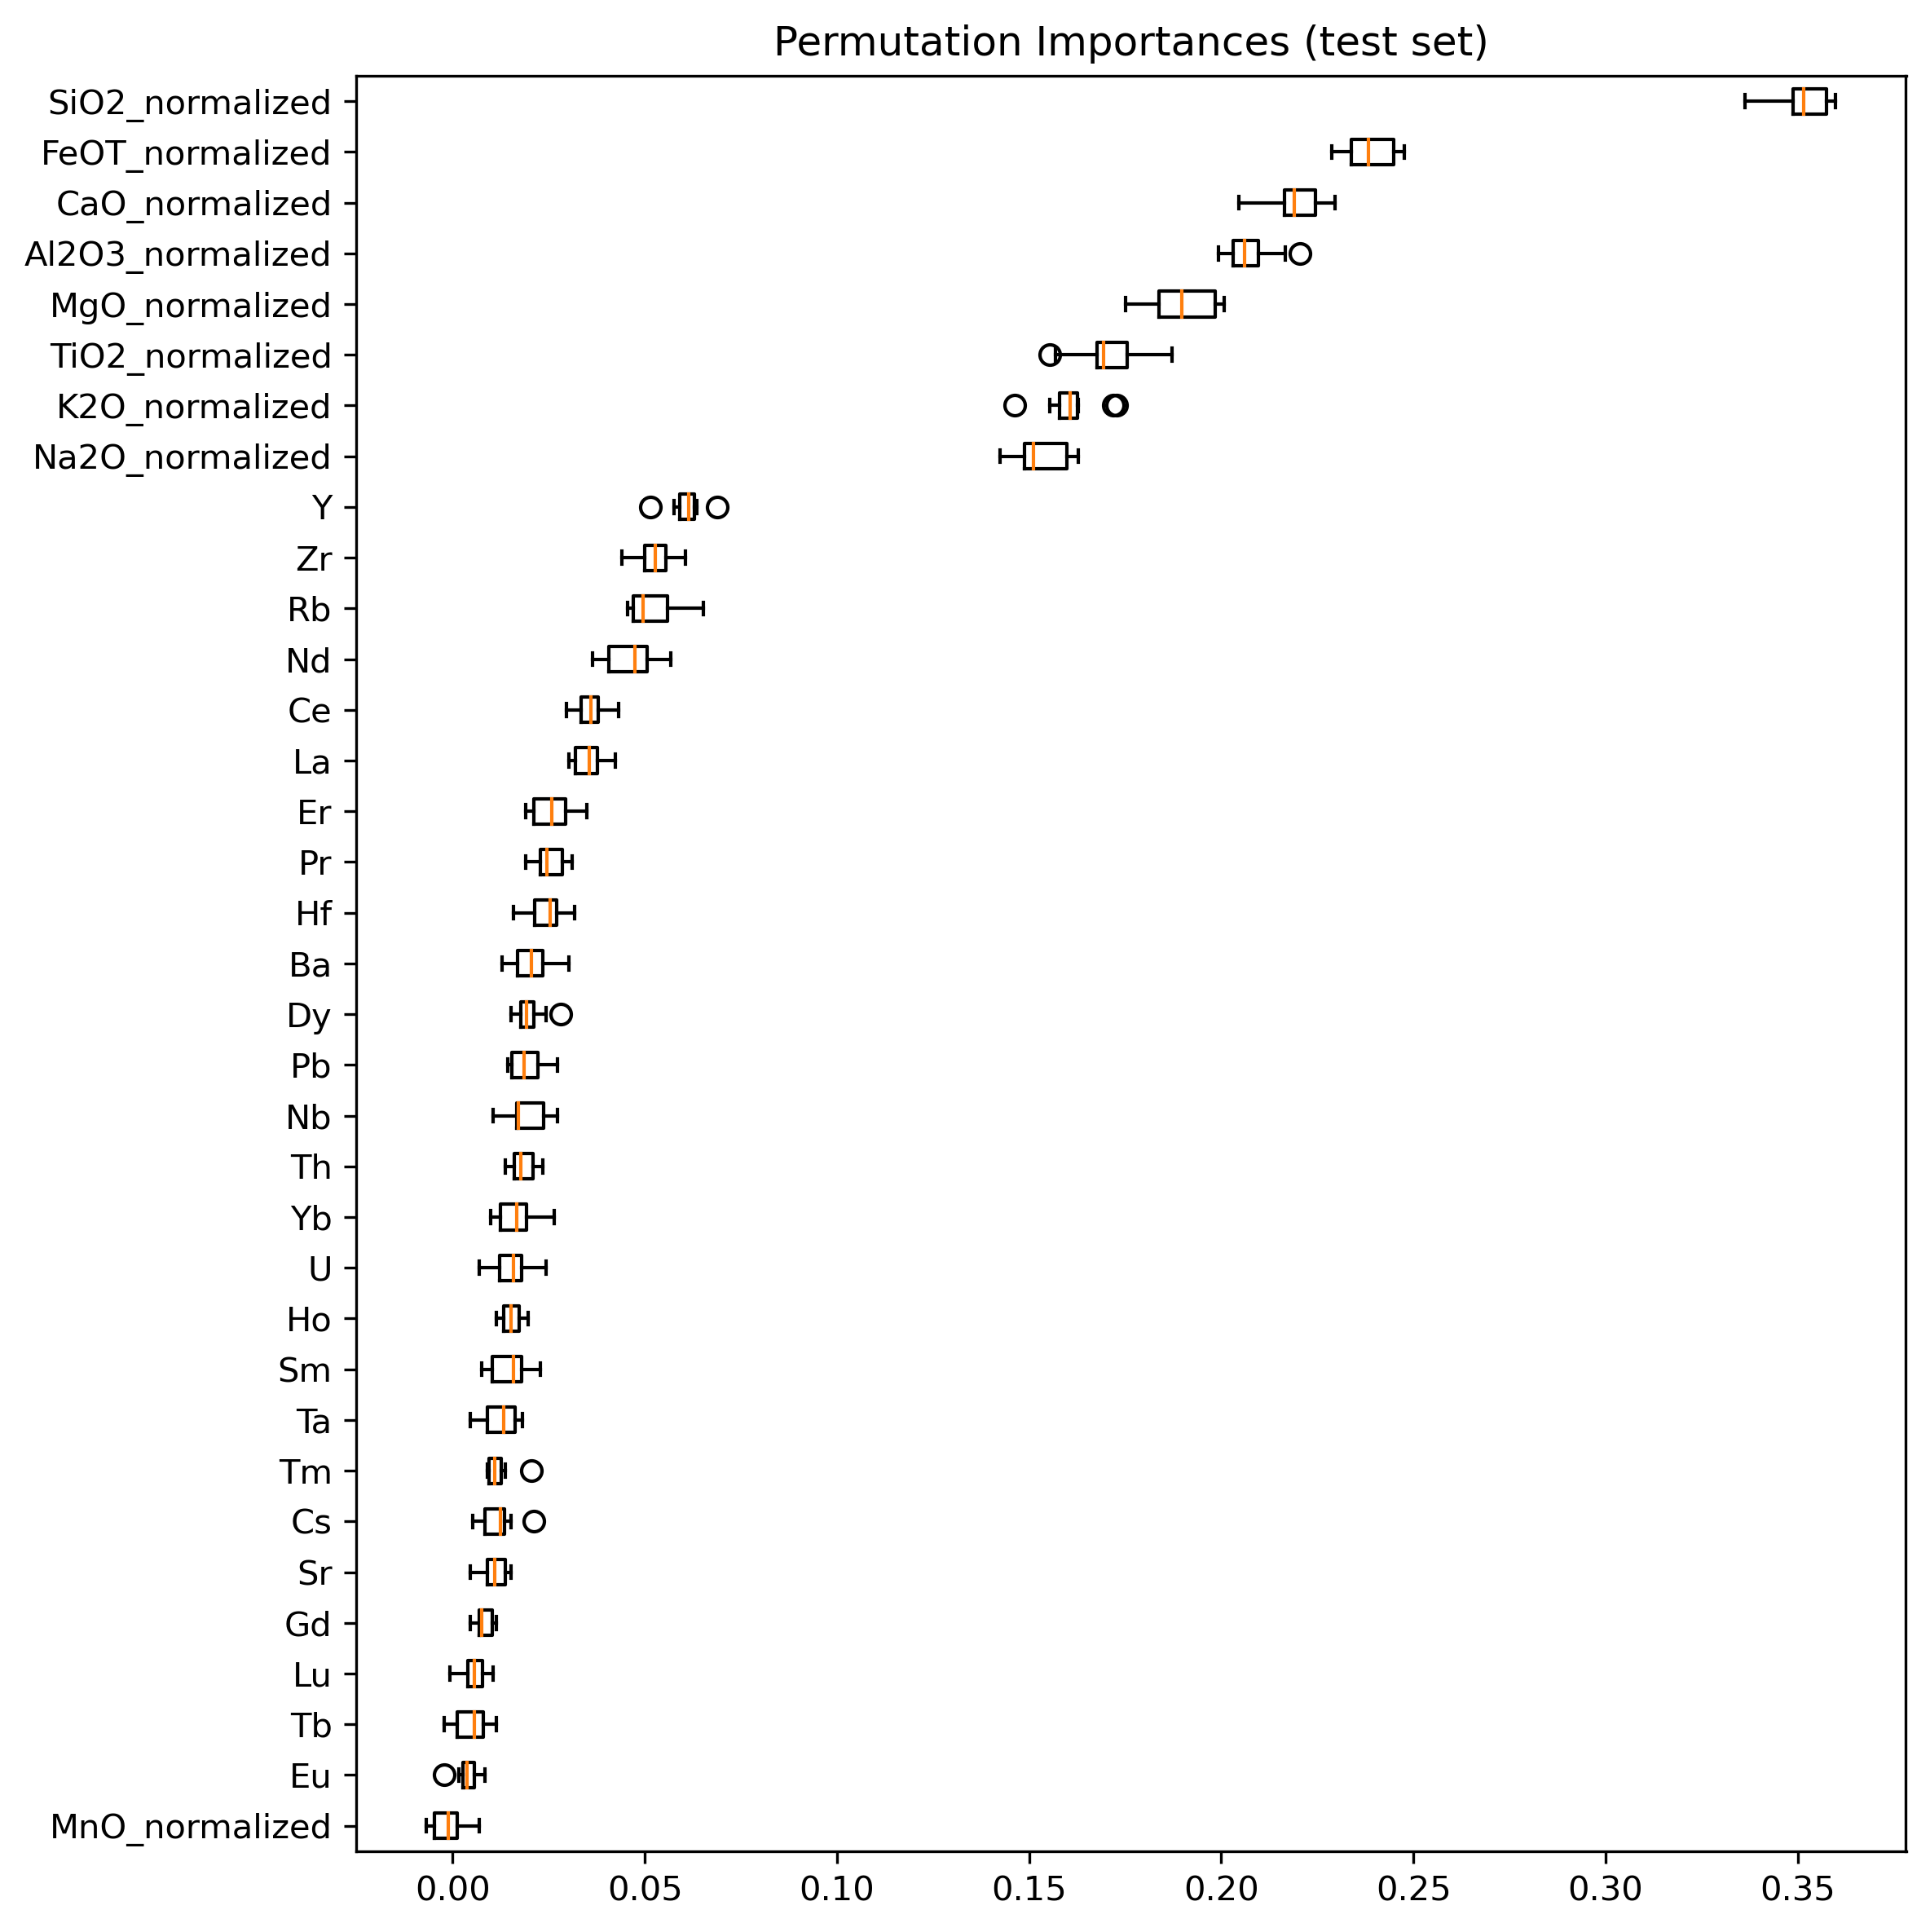 Permutation Importances (test set)
SiO2_normalized
FeOT_normalized
CaO_normalized
Al2O3_normalized
MgO_normalized
TiO2_normalized
K2O_normalized
Na2O_normalized
Y
Zr
Rb
Nd
Ce
La
Er
Pr
Hf
Ba
Dy
Pb
Nb
Th
Yb
U
Ho
Sm
Ta
Tm
Cs
Sr
Gd
Lu
Tb
Eu
MnO_normalized
0.00 0.05 0.10 0.15 0.20 0.25 0.30 0.35